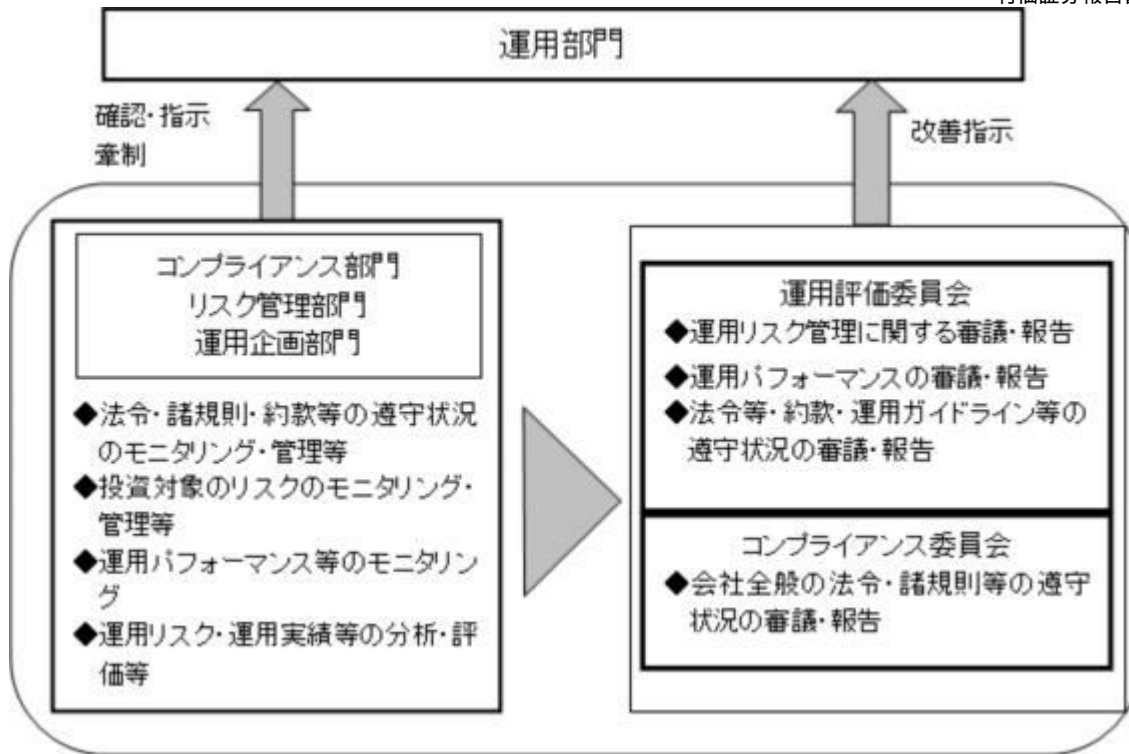 運用部門
確認・指示
牽制
改善指示
コンプライアンス部門
リスク管理部門
運用企画部門
◆法令・諸規則・約款等の遵守状況
のモニタリング・管理等
◆投資対象のリスクのモニタリング・
管理等
◆運用パフォーマンス等のモニタリン
グ
◆運用リスク・運用実績等の分析・評
価等
運用評価委員会
◆運用リスク管理に関する審議・報告
◆運用パフォーマンスの審議・報告
◆法令等・約款・運用ガイドライン等の
遵守状況の審議・報告
コンプライアンス委員会
◆会社全般の法令・諸規則等の遵守
状況の審議・報告